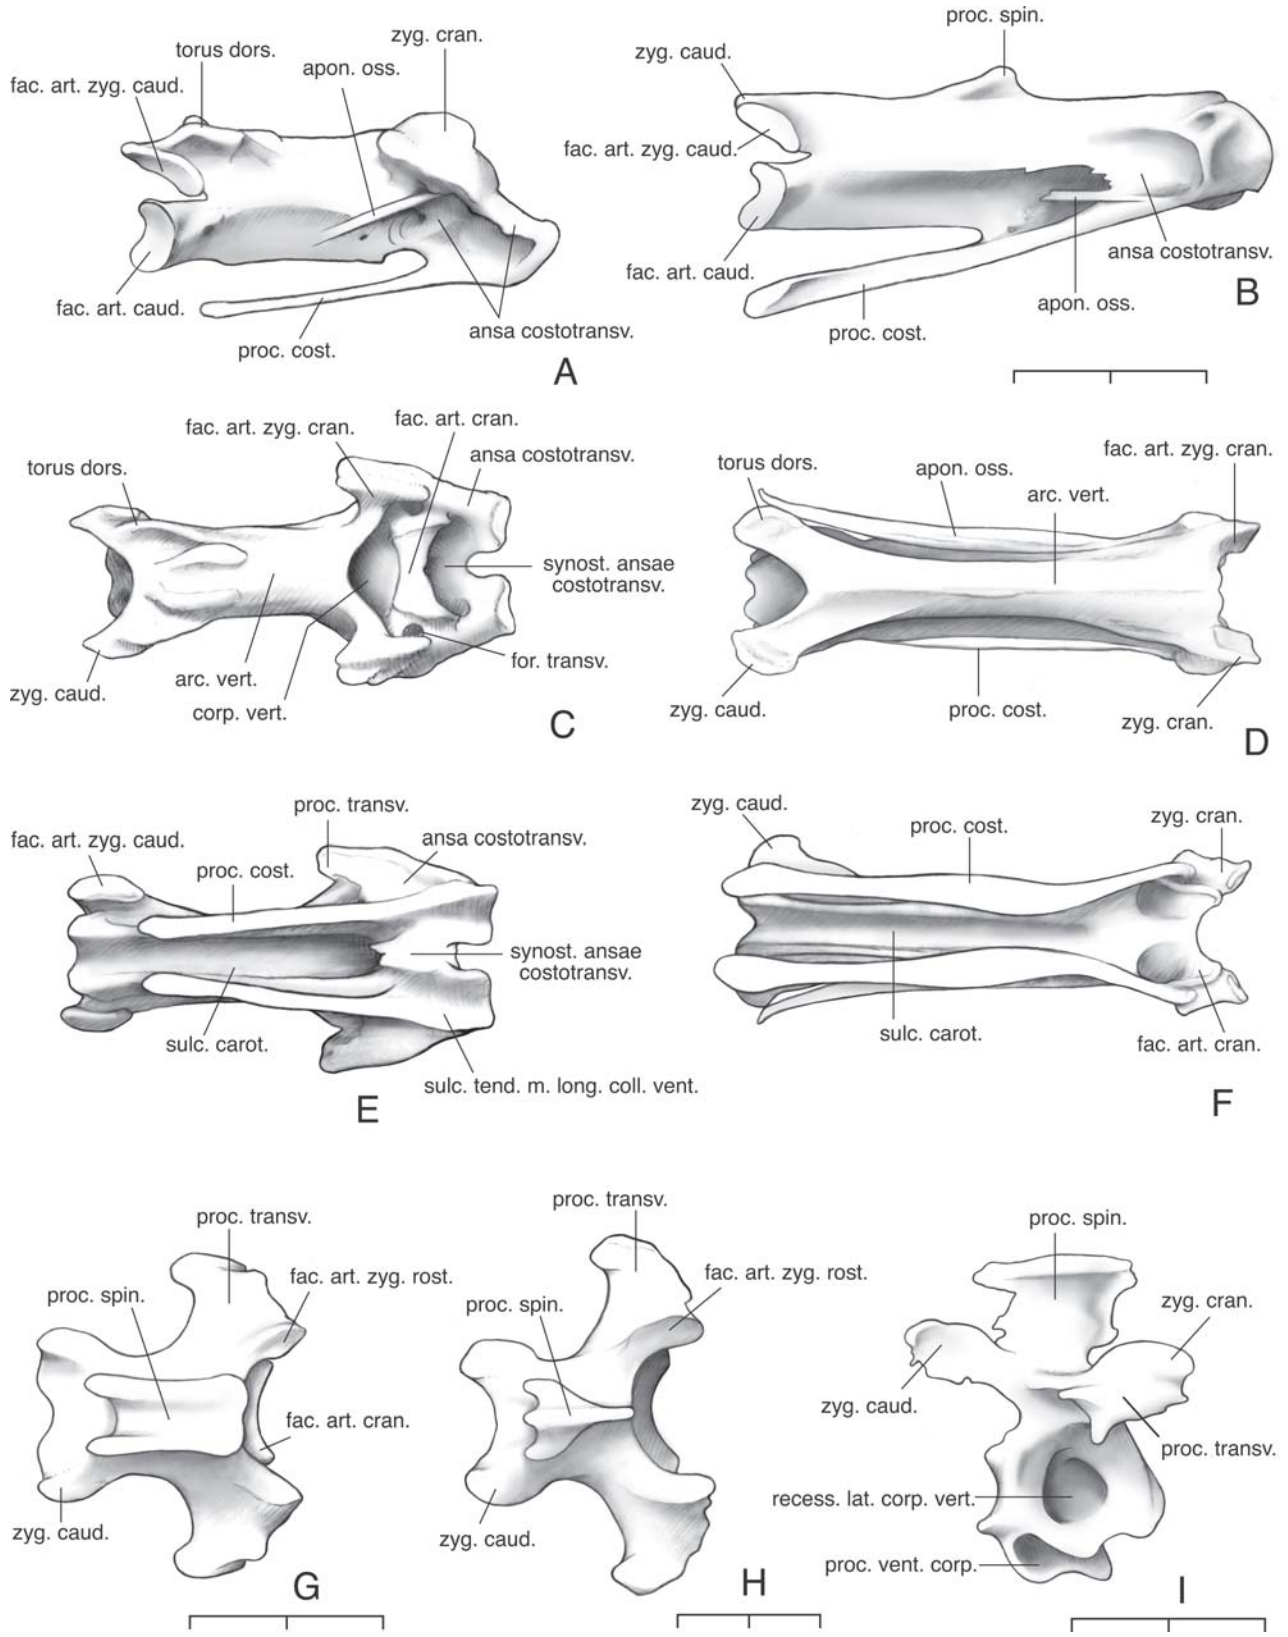 zyg. cran.
torus dors.
apon. oss.
fac. art. zyg. caud.
fac. art. caud.
proc. cost.
ansa costotransv.
A
proc. spin.
zyg. caud.
fac. art. zyg. caud.
fac. art. caud.
ansa costotransv.
apon. oss.
proc. cost.
B
fac. art. cran.
fac. art. zyg. cran.
ansa costotransv.
torus dors.
synost. ansae
costotransv.
for. transv.
arc. vert.
zyg. caud.
corp. vert.
C
fac. art. zyg. cran.
torus dors.
apon. oss.
arc. vert.
zyg. caud.
proc. cost.
zyg. cran.
D
proc. transv.
fac. art. zyg. caud.
ansa costotransv.
proc. cost.
synost. ansae
costotransv.
sulc. carot.
sulc. tend. m. long. coll. vent.
E
zyg. caud.
zyg. cran.
proc. cost.
sulc. carot.
fac. art. cran.
F
proc. transv.
fac. art. zyg. rost.
proc. spin.
fac. art. cran.
zyg. caud.
G
proc. transv.
fac. art. zyg. rost.
proc. spin.
zyg. caud.
H
proc. spin.
zyg. cran.
zyg. caud.
proc. transv.
recess. lat. corp. vert.
proc. vent. corp.
I